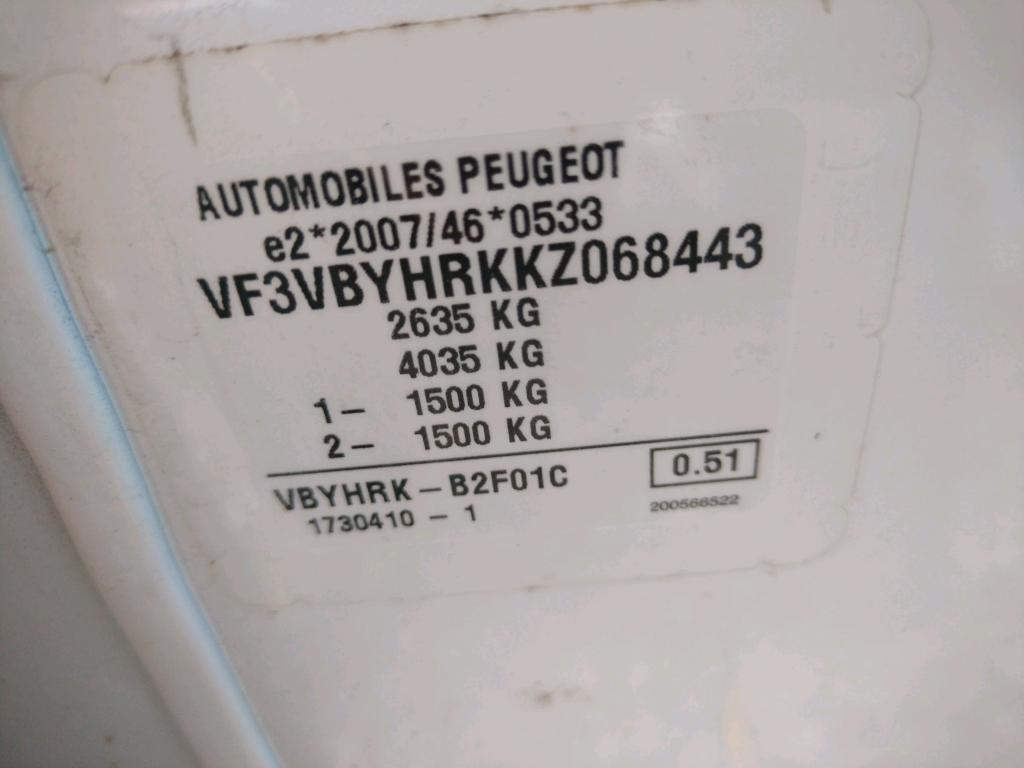 AUTOMOBILES PEUGEOT
e2*2007/46*0533
VF3VBYHRKKZ068443
2635 KG
4035 KG
1- 1500 KG
2- 1500 KG
VBYHRK-B2F01C 0.51
1730410 - 1 200566522